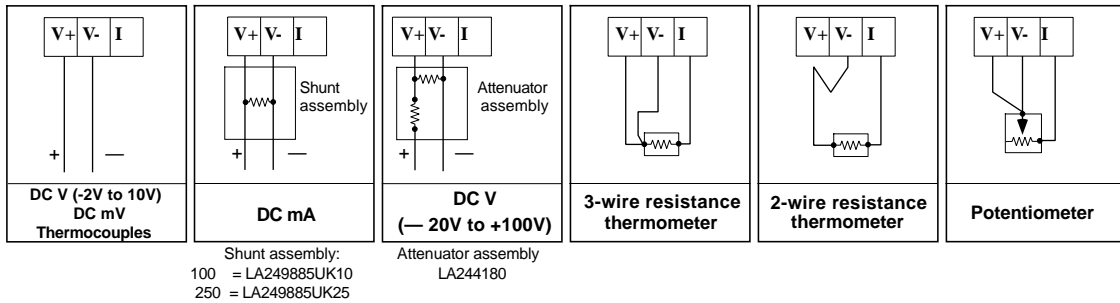 V+ V- I
+ —
DC V (-2V to 10V)
DC mV
Thermocouples
V+ V- I
Shunt
assembly
+ —
DC mA
Shunt assembly:
100 = LA249885UK10
250 = LA249885UK25
V+ V- I
Attenuator
assembly
+ —
DC V
(— 20V to +100V)
Attenuator assembly
LA244180
V+ V- I
3-wire resistance
thermometer
V+ V- I
2-wire resistance
thermometer
V+ V- I
Potentiometer